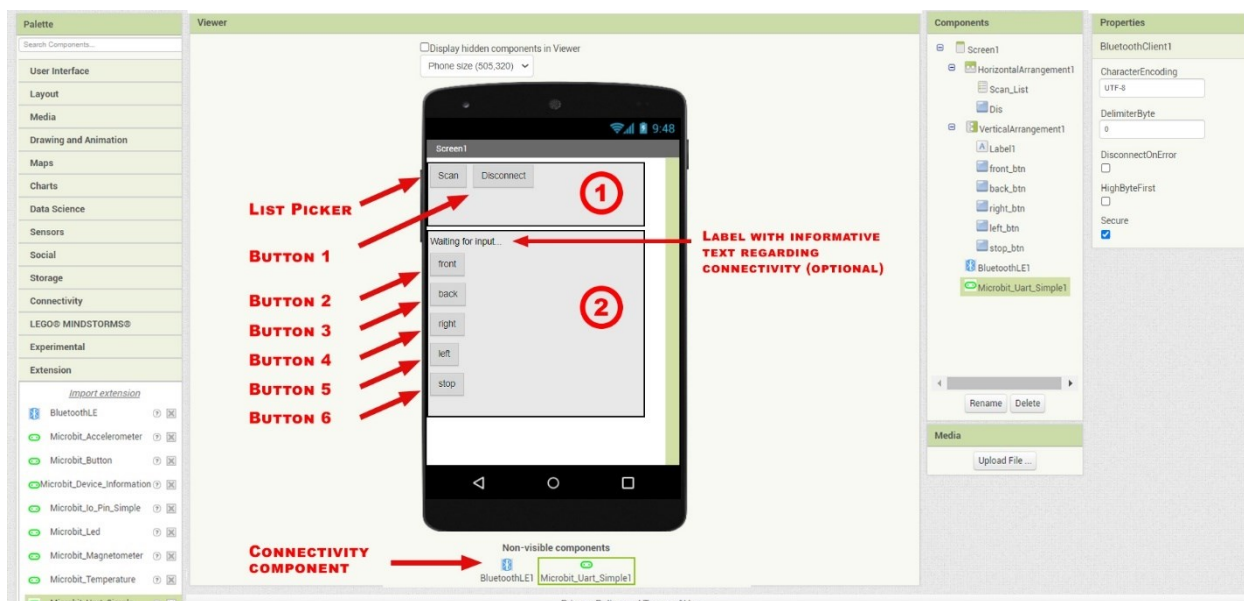 Palette
Search Components...
User Interface
Layout
Media
Drawing and Animation
Maps
Charts
Data Science
Sensors
Social
Storage
Connectivity
LEGO® MINDSTORMS®
Experimental
Extension
Import extension
BluetoothLE
Microbit_Accelerometer
Microbit_Button
Microbit_Device_Information
Microbit_Io_Pin_Simple
Microbit_Led
Microbit_Magnetometer
Microbit_Temperature
Viewer
Display hidden components in Viewer
Phone size (505,320)
9:48
Screen1
Scan
Disconnect
1
LIST PICKER
BUTTON 1
Waiting for input...
LABEL WITH INFORMATIVE
TEXT REGARDING
CONNECTIVITY (OPTIONAL)
front
back
right
left
stop
2
BUTTON 2
BUTTON 3
BUTTON 4
BUTTON 5
BUTTON 6
CONNECTIVITY
COMPONENT
Non-visible components
BluetoothLE1
Microbit_Uart_Simple1
Components
Screen1
HorizontalArrangement1
Scan_List
Dis
VerticalArrangement1
A Label1
front_btn
back_btn
right_btn
left_btn
stop_btn
BluetoothLE1
Microbit_Uart_Simple1
Rename
Delete
Media
Upload File ...
Properties
BluetoothClient1
CharacterEncoding
UTF-8
DelimiterByte
0
DisconnectOnError
HighByteFirst
Secure